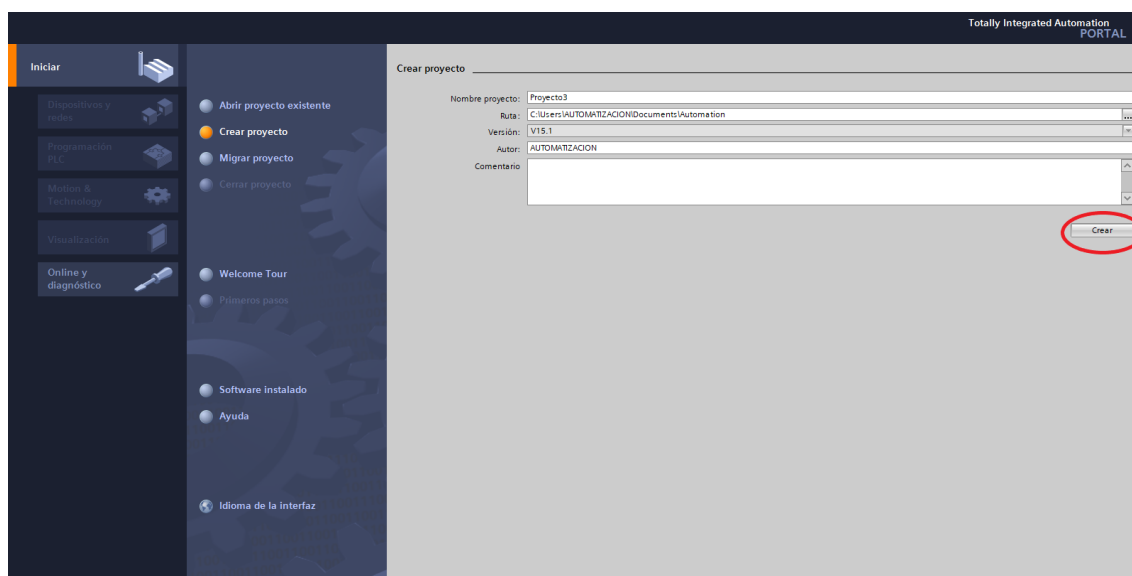 Totally Integrated Automation
PORTAL
Iniciar
Dispositivos y
redes
Programación
PLC
Motion &
Technology
Visualización
Online y
diagnóstico
Abrir proyecto existente
Crear proyecto
Migrar proyecto
Cerrar proyecto
Welcome Tour
Primeros pasos
Software instalado
Ayuda
Idioma de la interfaz
Crear proyecto
Nombre proyecto: Proyecto3
Ruta: C:\Users\AUTOMATIZACION\Documents\Automation
...
Versión: V15.1
Autor: AUTOMATIZACION
Comentario
Crear